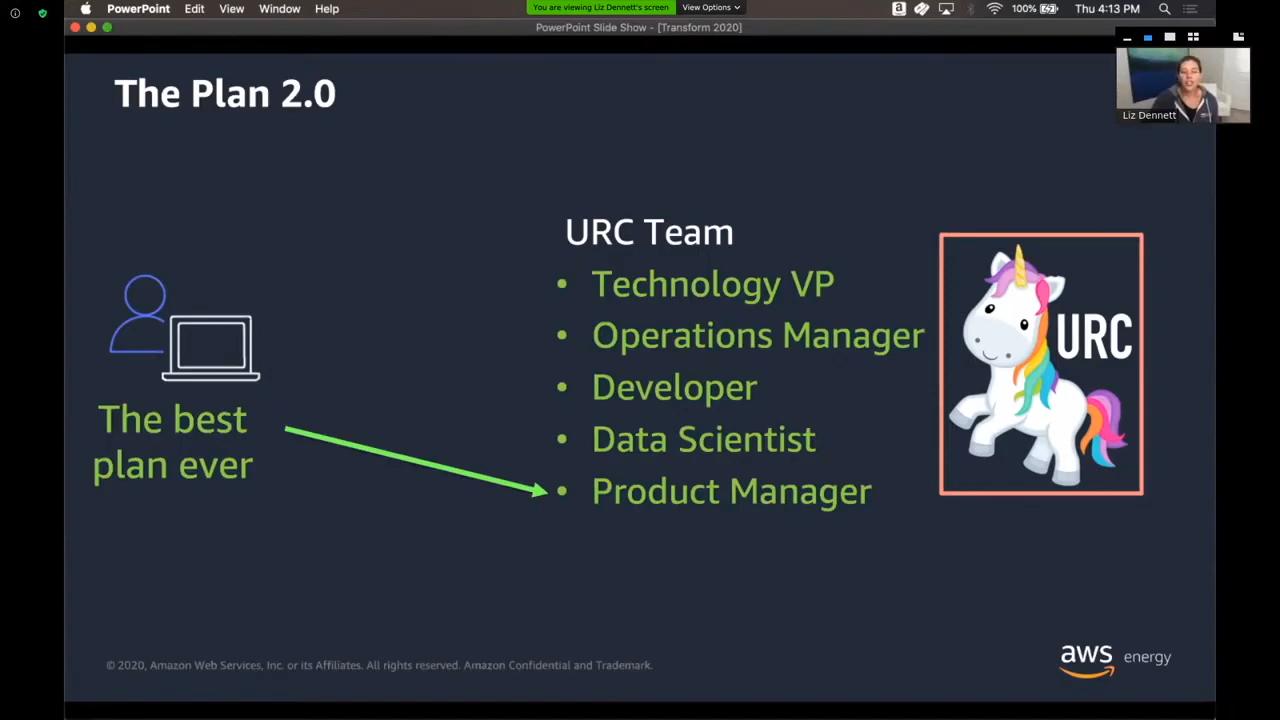 PowerPoint Edit View Window Help
You are viewing Liz Dennett's screen View Options
100% Thu 4:13 PM
PowerPoint Slide Show - [Transform 2020]
The Plan 2.0
Liz Dennett
URC Team
• Technology VP
• Operations Manager
• Developer
• Data Scientist
• Product Manager
The best
plan ever
URC
© 2020, Amazon Web Services, Inc. or its Affiliates. All rights reserved. Amazon Confidential and Trademark.
aws energy